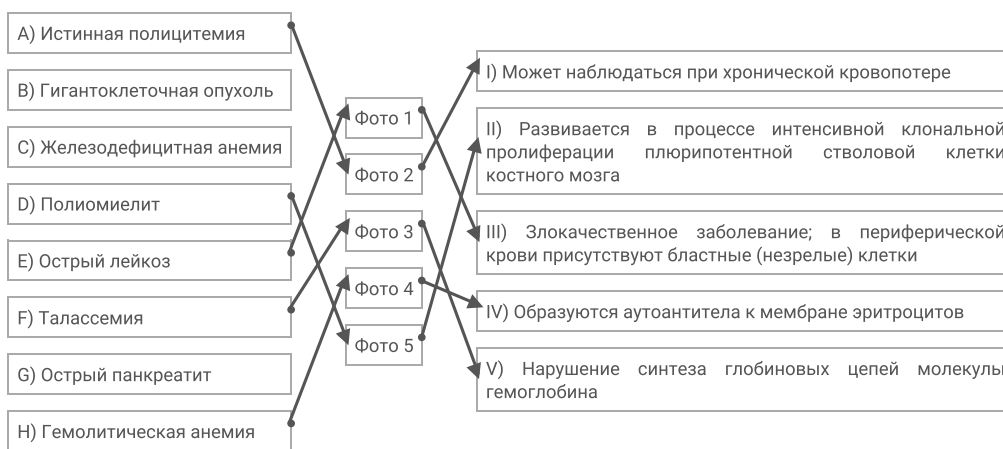 A) Истинная полицитемия
B) Гигантоклеточная опухоль
C) Железодефицитная анемия
D) Полиомиелит
E) Острый лейкоз
F) Талассемия
G) Острый панкреатит
H) Гемолитическая анемия
Фото 1
Фото 2
Фото 3
Фото 4
Фото 5
I) Может наблюдаться при хронической кровопотере
II) Развивается в процессе интенсивной клональной
пролиферации плюрипотентной стволовой клетки
костного мозга
III) Злокачественное заболевание; в периферической
крови присутствуют бластные (незрелые) клетки
IV) Образуются аутоантитела к мембране эритроцитов
V) Нарушение синтеза глобиновых цепей молекулы
гемоглобина